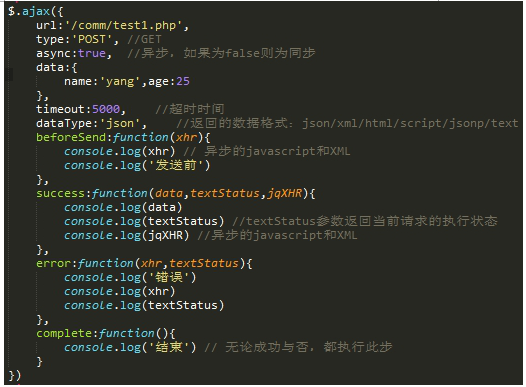 $.ajax({
    url:'/comm/test1.php',
    type:'POST', //GET
    async:true,  //异步，如果为false则为同步
    data:{
        name:'yang',age:25
    },
    timeout:5000,    //超时时间
    dataType:'json',    //返回的数据格式：json/xml/html/script/jsonp/text
    beforeSend:function(xhr){
        console.log(xhr) // 异步的javascript和XML
        console.log('发送前')
    },
    success:function(data,textStatus,jqXHR){
        console.log(data)
        console.log(textStatus) //textStatus参数返回当前请求的执行状态
        console.log(jqXHR) //异步的javascript和XML
    },
    error:function(xhr,textStatus){
        console.log('错误')
        console.log(xhr)
        console.log(textStatus)
    },
    complete:function(){
        console.log('结束') // 无论成功与否，都执行此步
    }
})